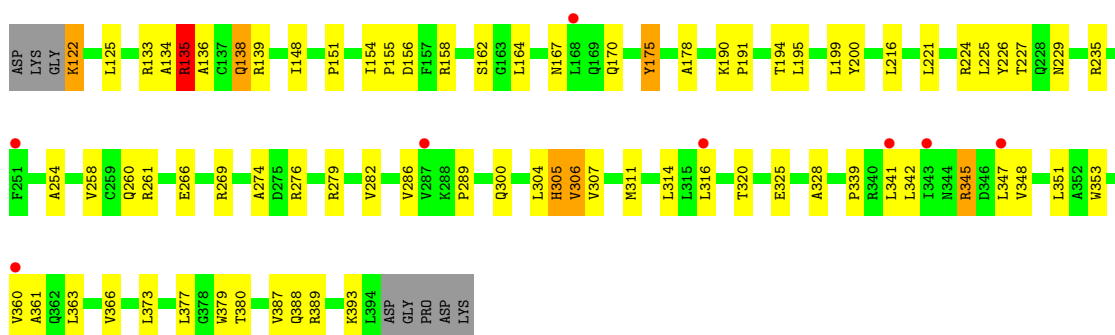 ASP LYS GLY K122 L125 R133 A134 R135 A136 C137 Q138 R139 I148 P151 I154 P155 D156 F157 R158 S162 G163 L164 N167 L168 Q169 Q170 Y175 A178 K190 P191 T194 L195 L199 Y200 L216 L221 R224 L225 Y226 T227 Q228 N229 R235
F251 A254 V258 C259 Q260 R261 E266 R269 A274 D275 R276 R279 V282 V286 V287 K288 P289 Q300 L304 H305 V306 V307 M311 L314 L315 L316 T320 E325 A328 P339 R340 L341 L342 I343 N344 R345 D346 L347 V348 L351 A352 W353
V360 A361 Q362 L363 V366 L373 L377 G378 W379 T380 V387 Q388 R389 K393 L394 ASP GLY PRO ASP LYS